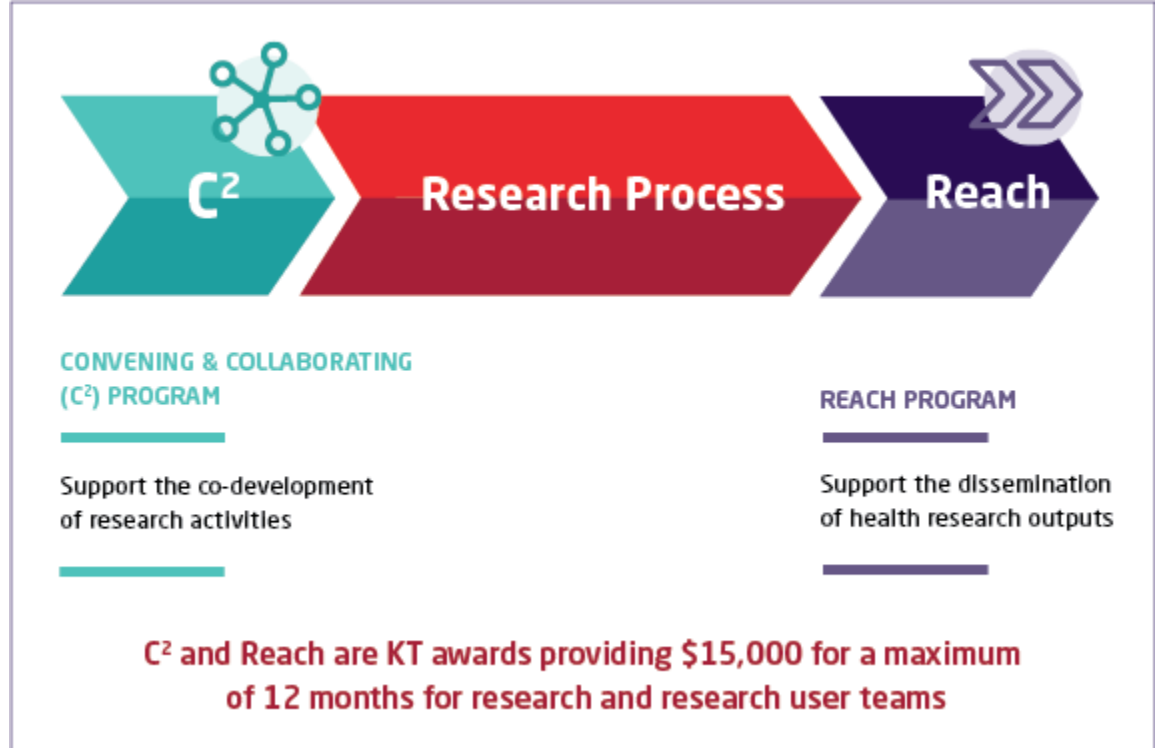 C²
Research Process
Reach
CONVENING & COLLABORATING
(C²) PROGRAM
Support the co-development
of research activities
REACH PROGRAM
Support the dissemination
of health research outputs
C² and Reach are KT awards providing $15,000 for a maximum
of 12 months for research and research user teams